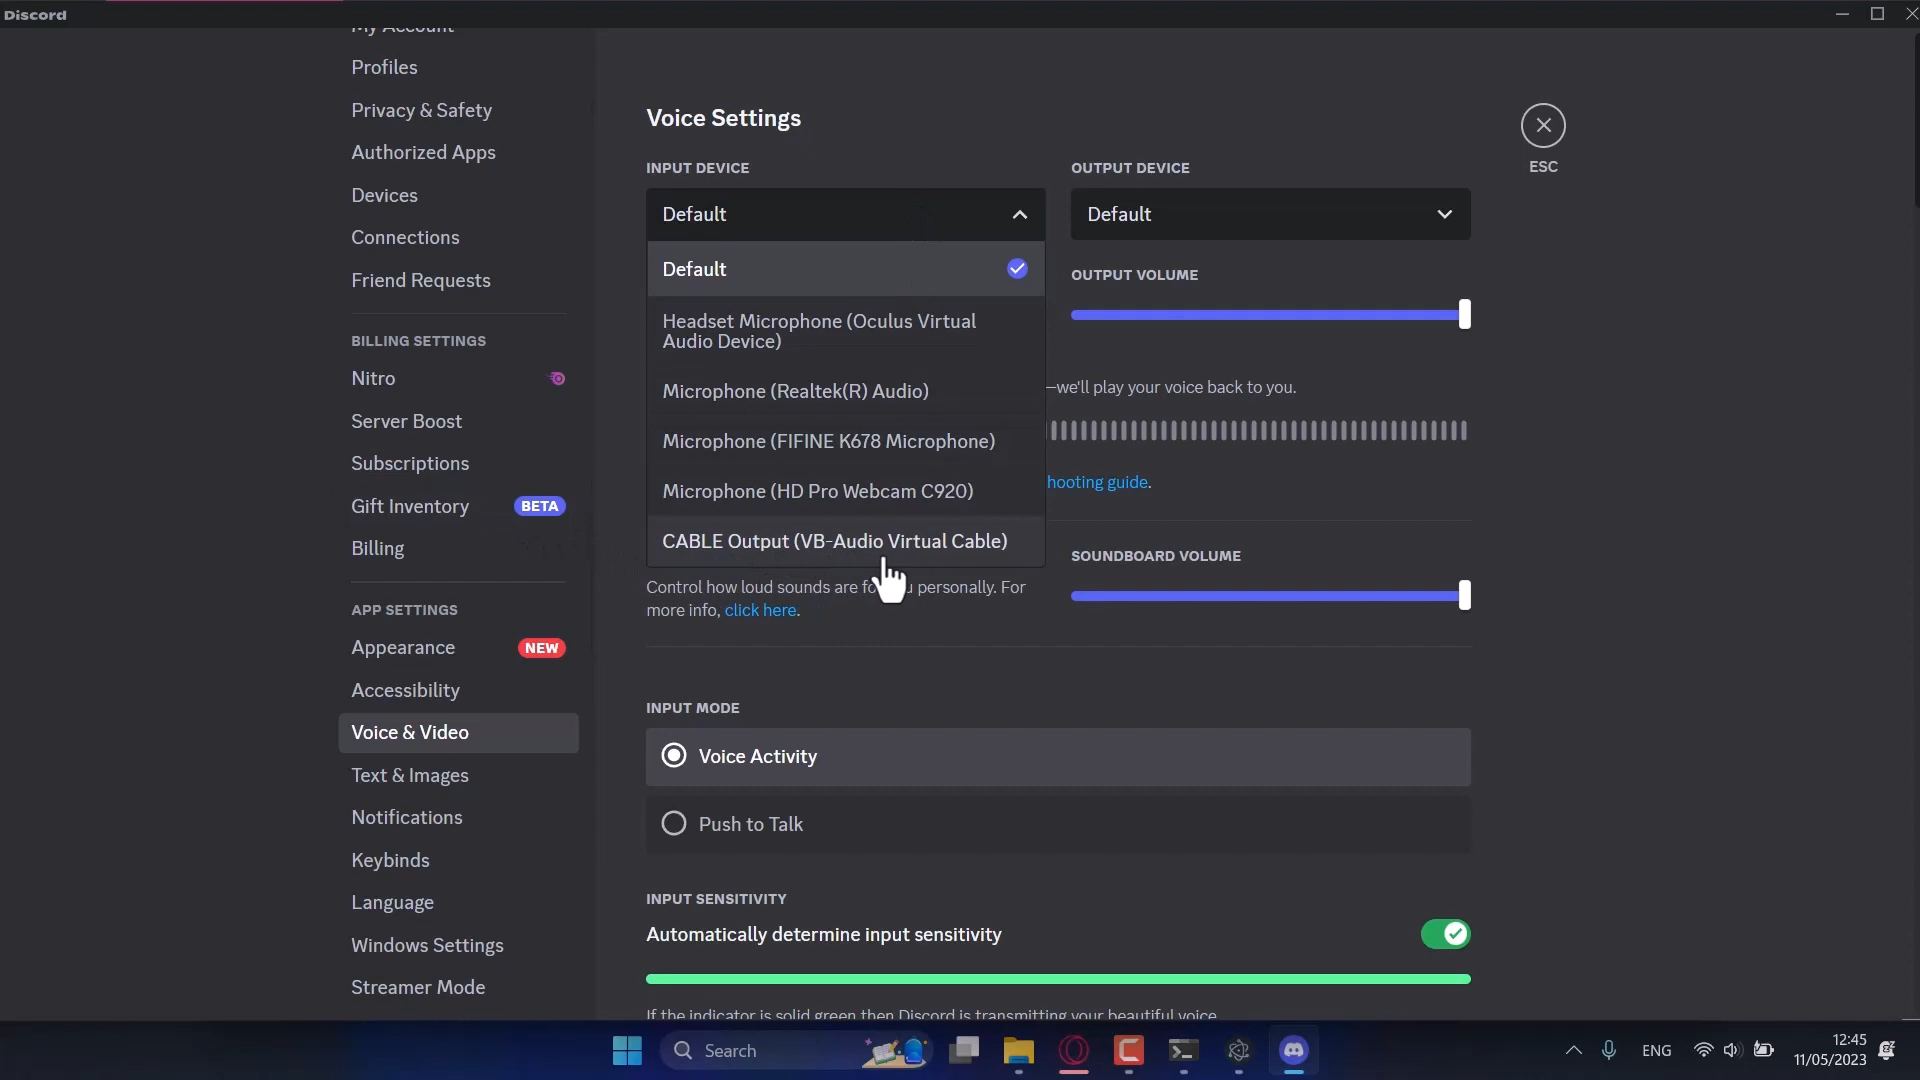 Discord
My Account
Profiles
Privacy & Safety
Authorized Apps
Devices
Connections
Friend Requests
BILLING SETTINGS
Nitro
Server Boost
Subscriptions
Gift Inventory BETA
Billing
APP SETTINGS
Appearance NEW
Accessibility
Voice & Video
Text & Images
Notifications
Keybinds
Language
Windows Settings
Streamer Mode
Voice Settings
INPUT DEVICE
Default
Default
Headset Microphone (Oculus Virtual
Audio Device)
Microphone (Realtek(R) Audio)
Microphone (FIFINE K678 Microphone)
Microphone (HD Pro Webcam C920)
CABLE Output (VB-Audio Virtual Cable)
OUTPUT DEVICE
Default
OUTPUT VOLUME
—we'll play your voice back to you.
hooting guide.
SOUNDBOARD VOLUME
Control how loud sounds are fo u personally. For
more info, click here.
INPUT MODE
Voice Activity
Push to Talk
INPUT SENSITIVITY
Automatically determine input sensitivity
If the indicator is solid green then Discord is transmitting your beautiful voice
ESC
Search
ENG
12:45
11/05/2023